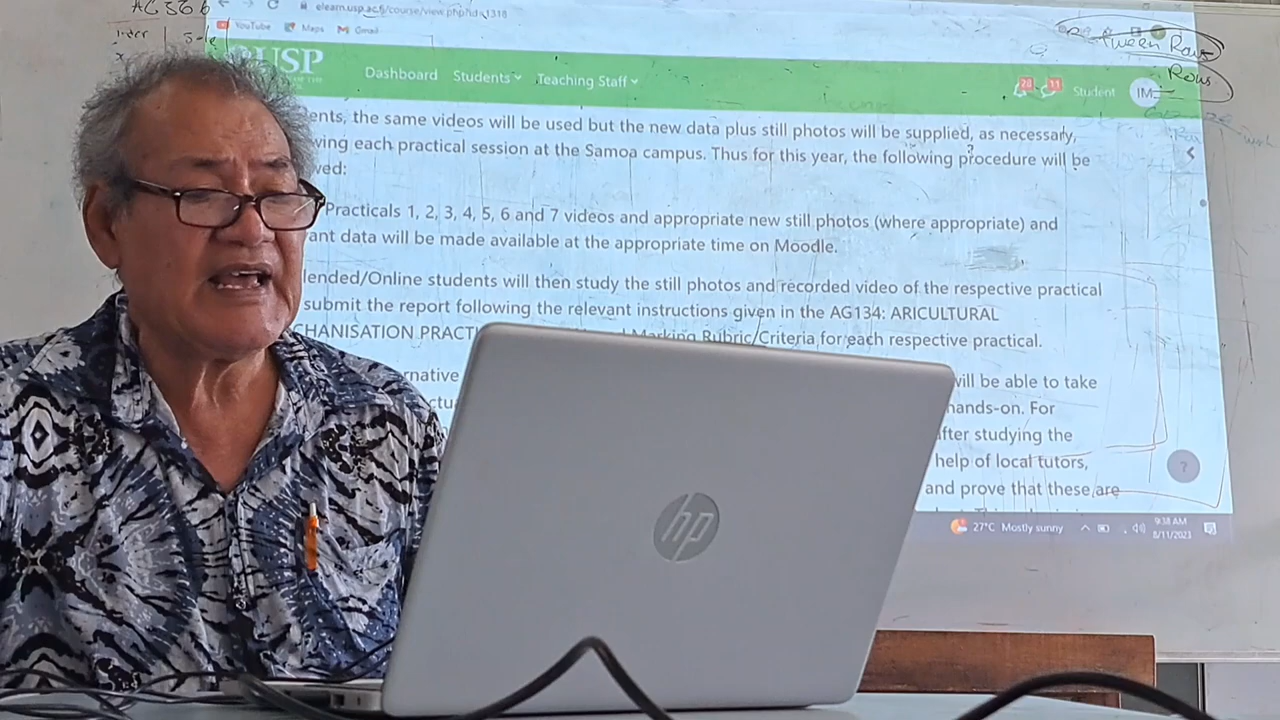 AG366
elearn.usp.ac.fj/course/view.php?id=1318
YouTube Maps Gmail
Between Rows
Rows
USP
Dashboard Students Teaching Staff
28 11 Student IM
ents, the same videos will be used but the new data plus still photos will be supplied, as necessary,
wing each practical session at the Samoa campus. Thus for this year, the following procedure will be
wed:
Practicals 1, 2, 3, 4, 5, 6 and 7 videos and appropriate new still photos (where appropriate) and
ant data will be made available at the appropriate time on Moodle.
lended/Online students will then study the still photos and recorded video of the respective practical
submit the report following the relevant instructions given in the AG134: ARICULTURAL
CHANISATION PRACTI Marking Rubric/Criteria for each respective practical.
rnative will be able to take
ctua hands-on. For
after studying the
help of local tutors,
and prove that these are
?
27°C Mostly sunny
9:38 AM
8/11/2023
hp